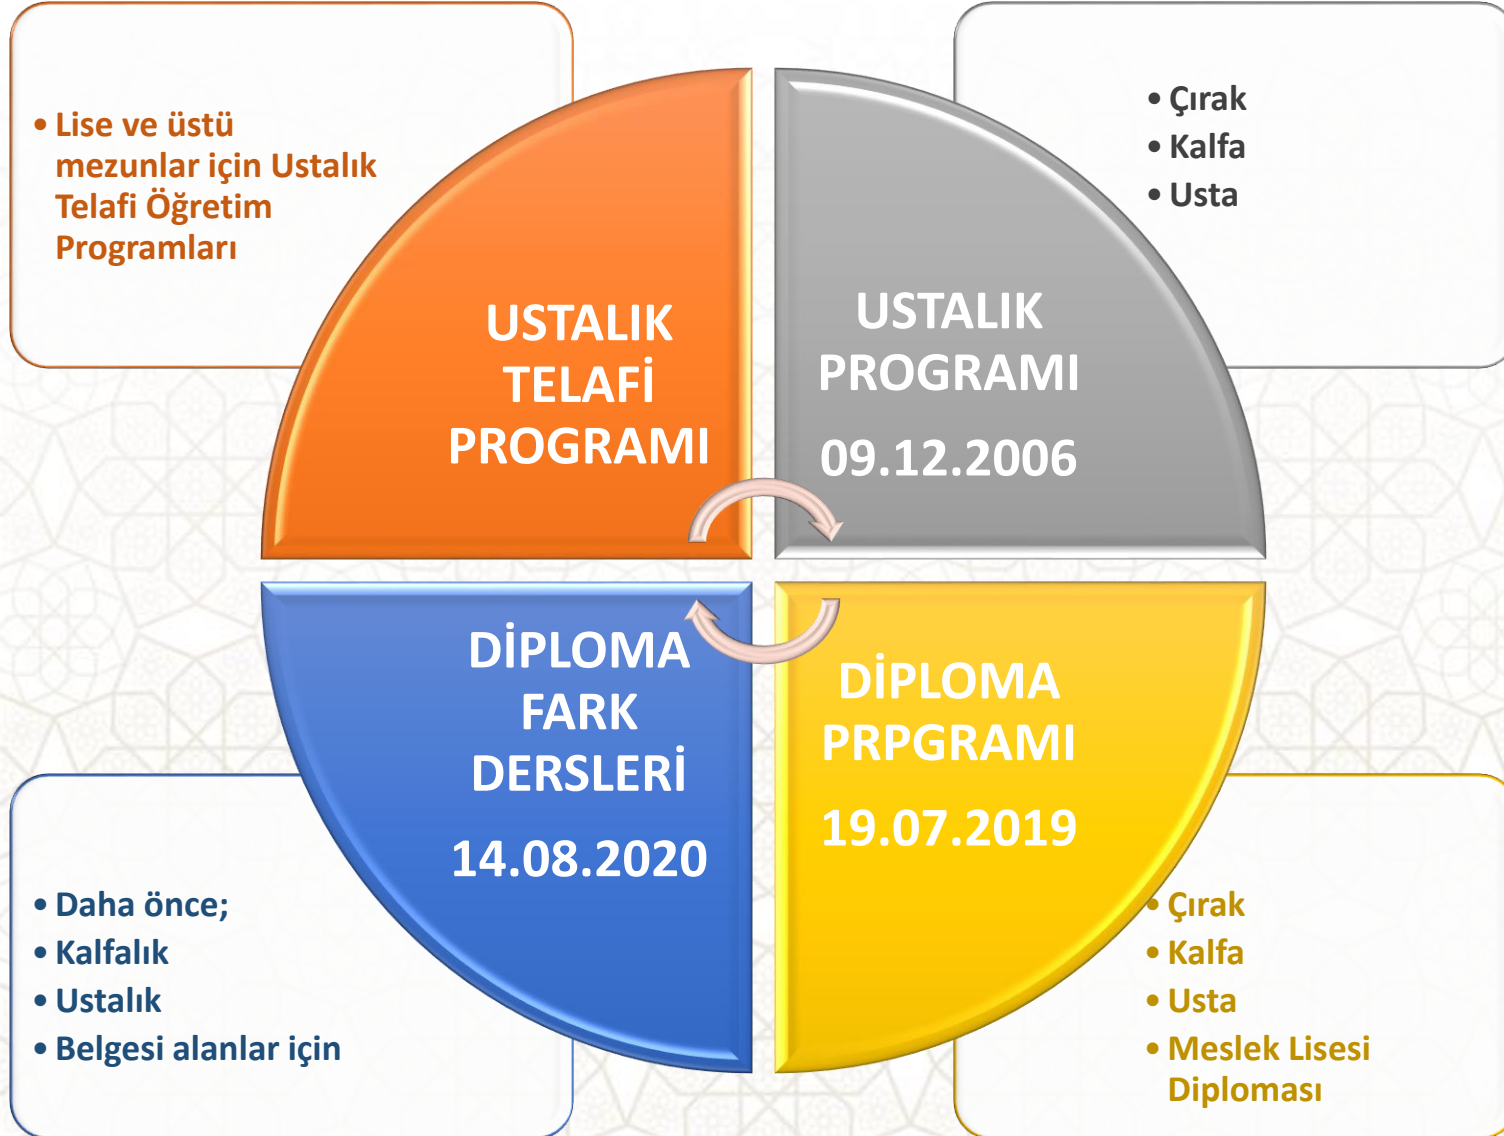 • Lise ve üstü
mezunlar için Ustalık
Telafi Öğretim
Programları
USTALIK
TELAFİ
PROGRAMI
• Çırak
• Kalfa
• Usta
USTALIK
PROGRAMI
09.12.2006
DİPLOMA
FARK
DERSLERİ
14.08.2020
• Daha önce;
• Kalfalık
• Ustalık
• Belgesi alanlar için
DİPLOMA
PRPGRAMI
19.07.2019
• Çırak
• Kalfa
• Usta
• Meslek Lisesi
Diploması